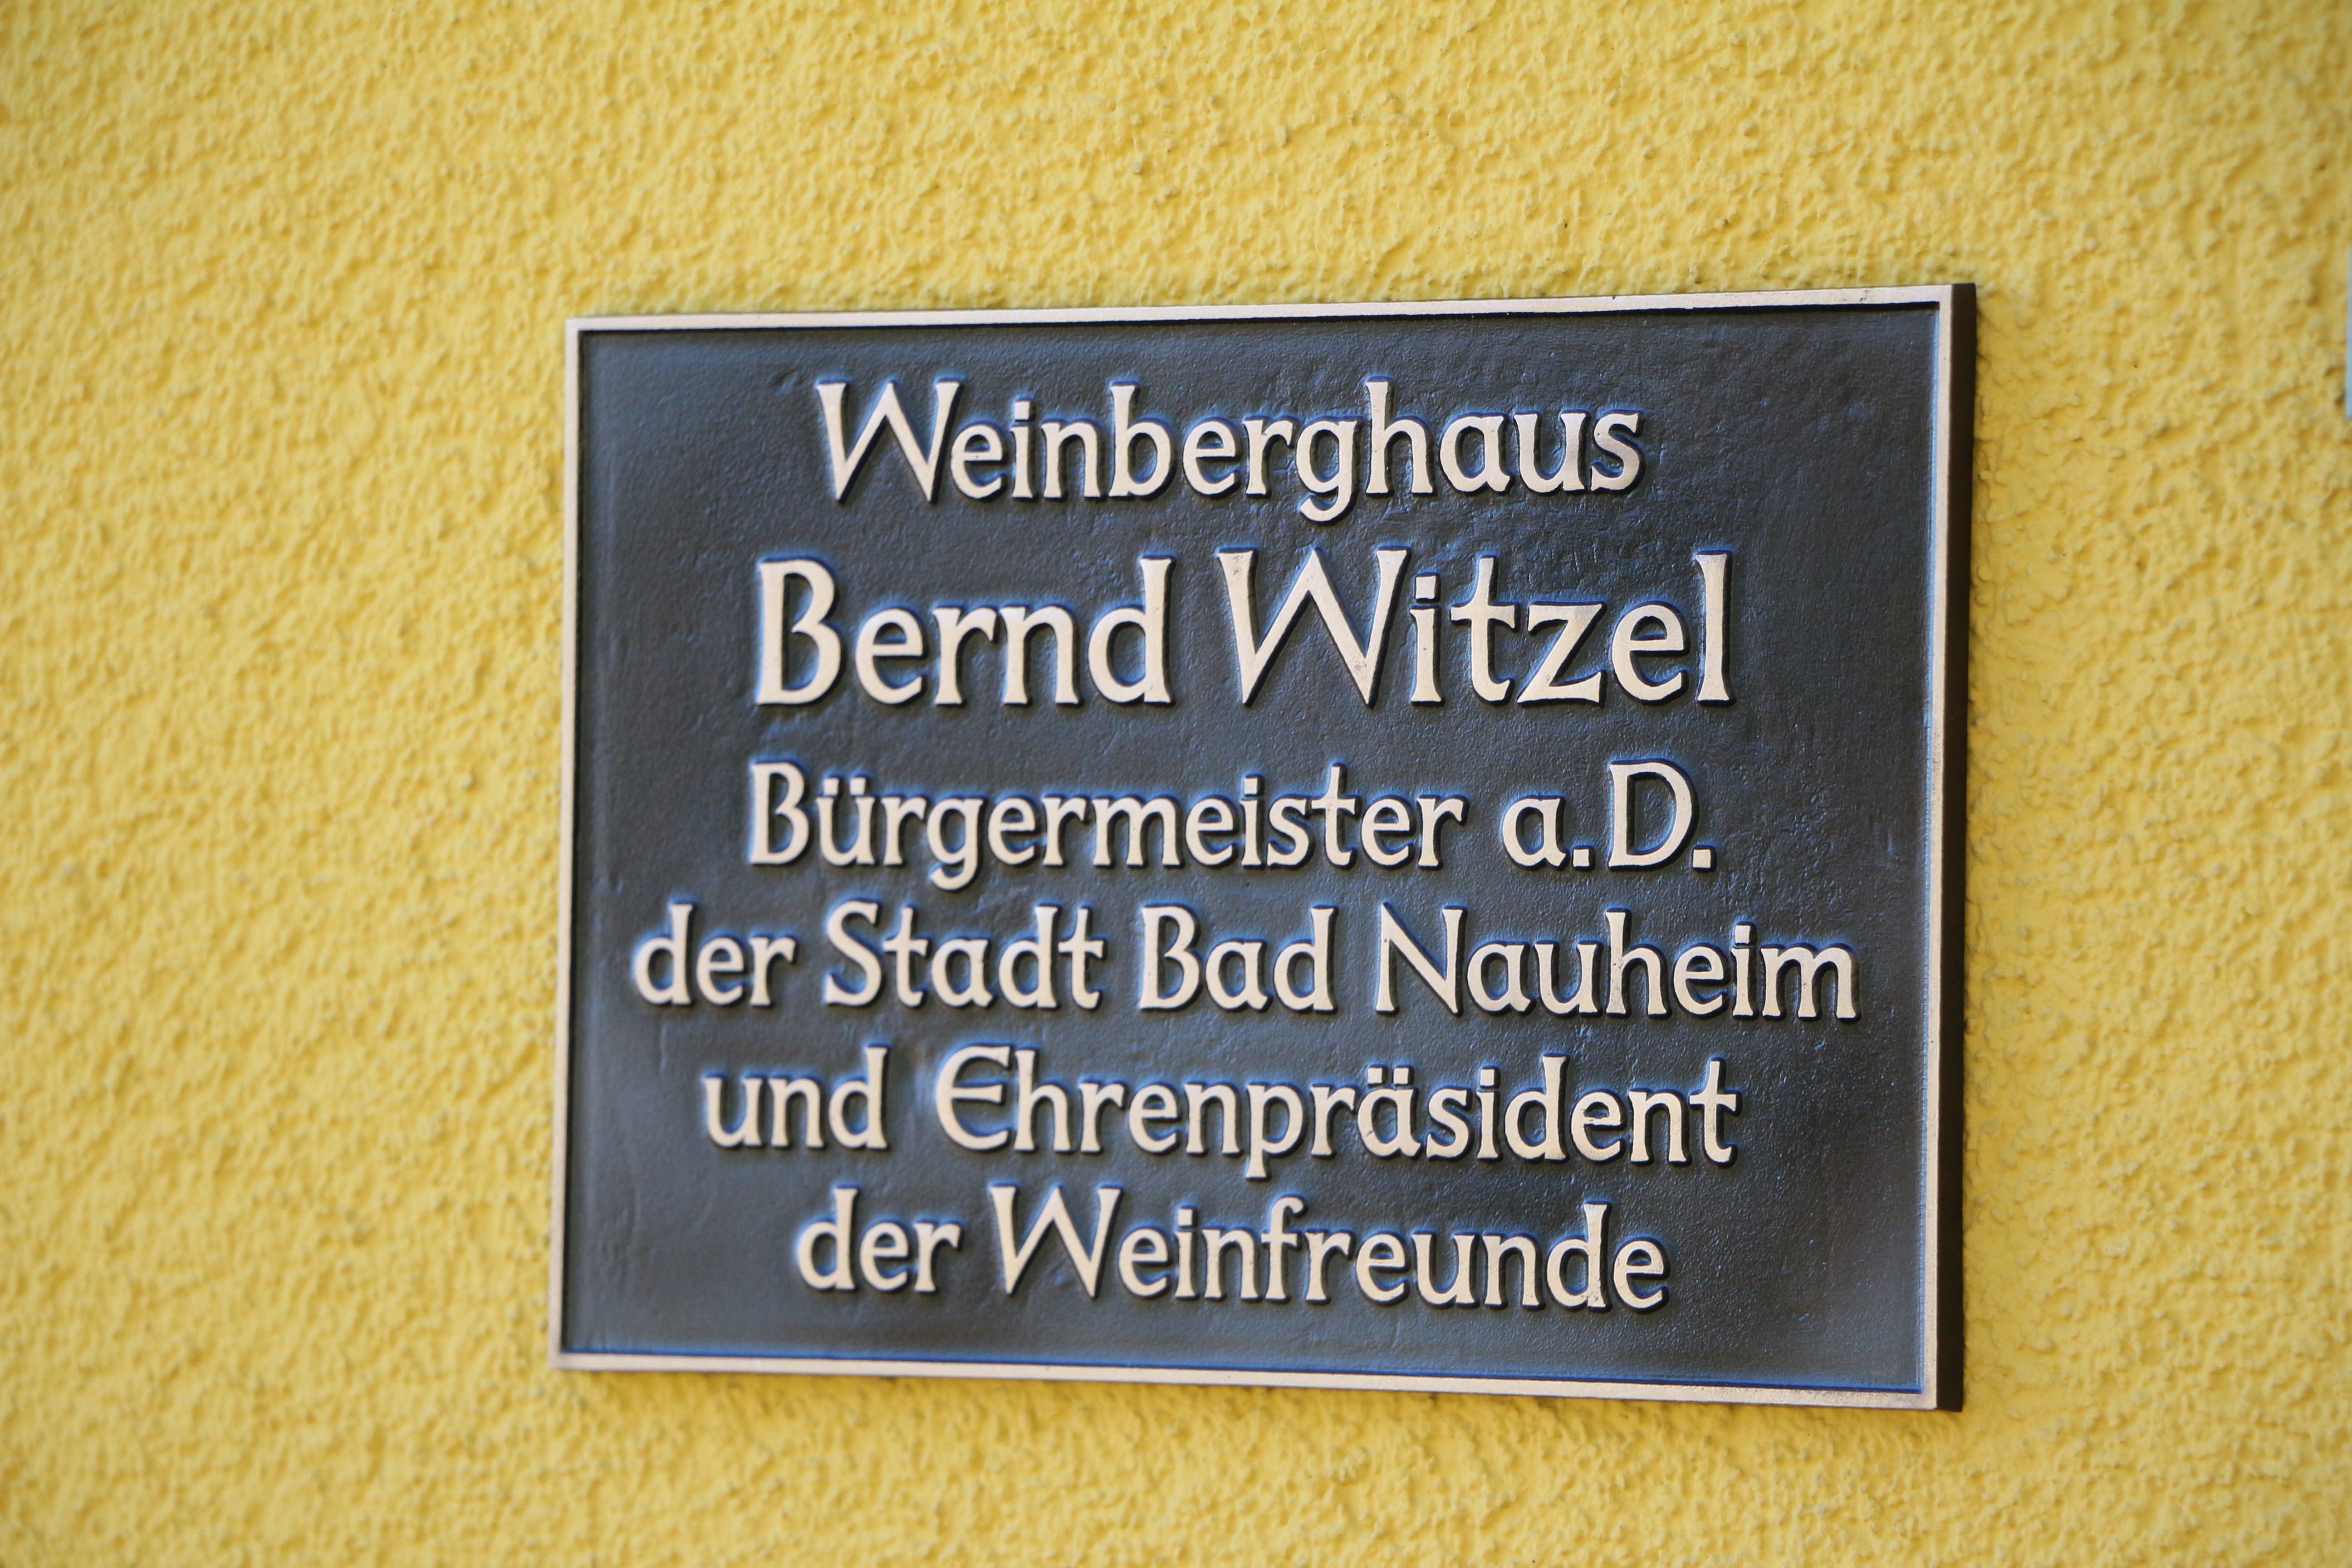 Weinberghaus
Bernd Witzel
Bürgermeister a.D.
der Stadt Bad Nauheim
und Ehrenpräsident
der Weinfreunde